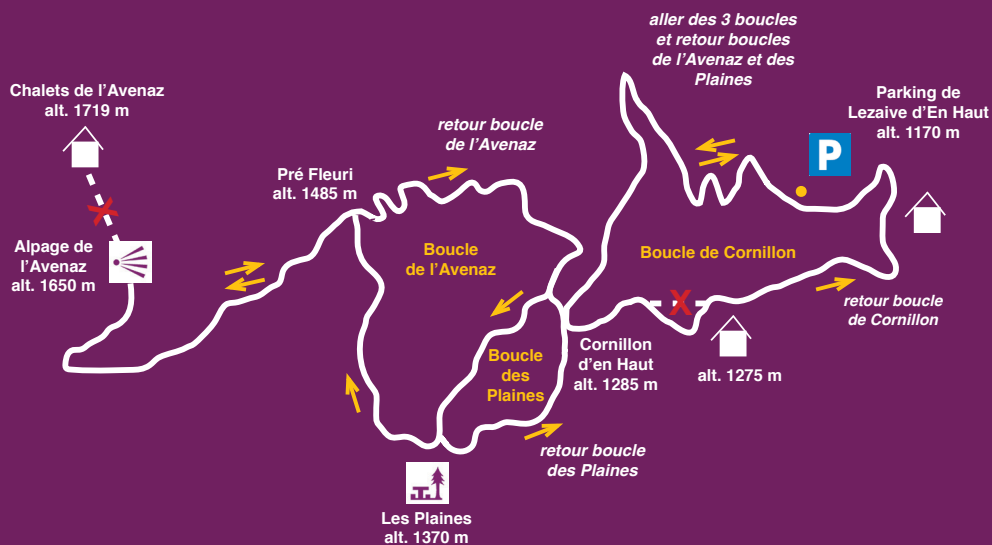 aller des 3 boucles
et retour boucles
de l'Avenaz et des
Plaines
Chalets de l'Avenaz
alt. 1719 m
Parking de
Lezaive d'En Haut
alt. 1170 m
P
retour boucle
de l'Avenaz
Pré Fleuri
alt. 1485 m
Alpage de
l'Avenaz
alt. 1650 m
Boucle
de l'Avenaz
Boucle de Cornillon
retour boucle
de Cornillon
Cornillon
d'en Haut
alt. 1285 m
alt. 1275 m
Boucle
des
Plaines
retour boucle
des Plaines
Les Plaines
alt. 1370 m